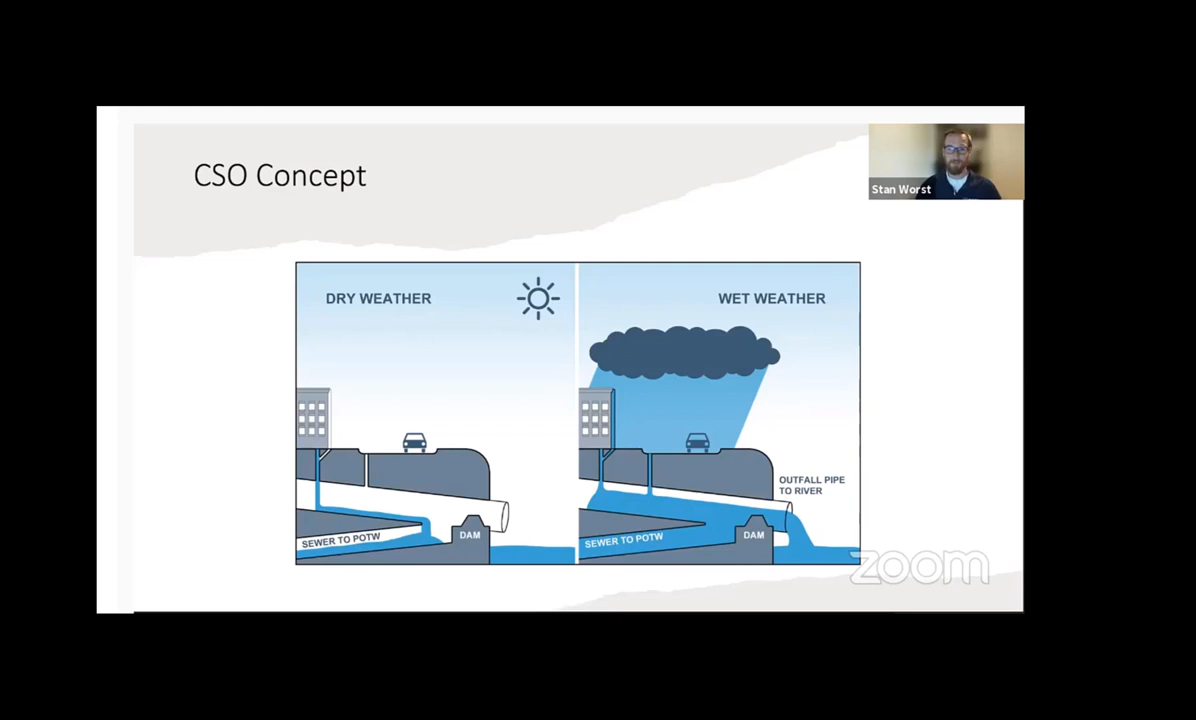 CSO Concept
Stan Worst
DRY WEATHER
WET WEATHER
OUTFALL PIPE
TO RIVER
SEWER TO POTW
DAM
SEWER TO POTW
DAM
zoom